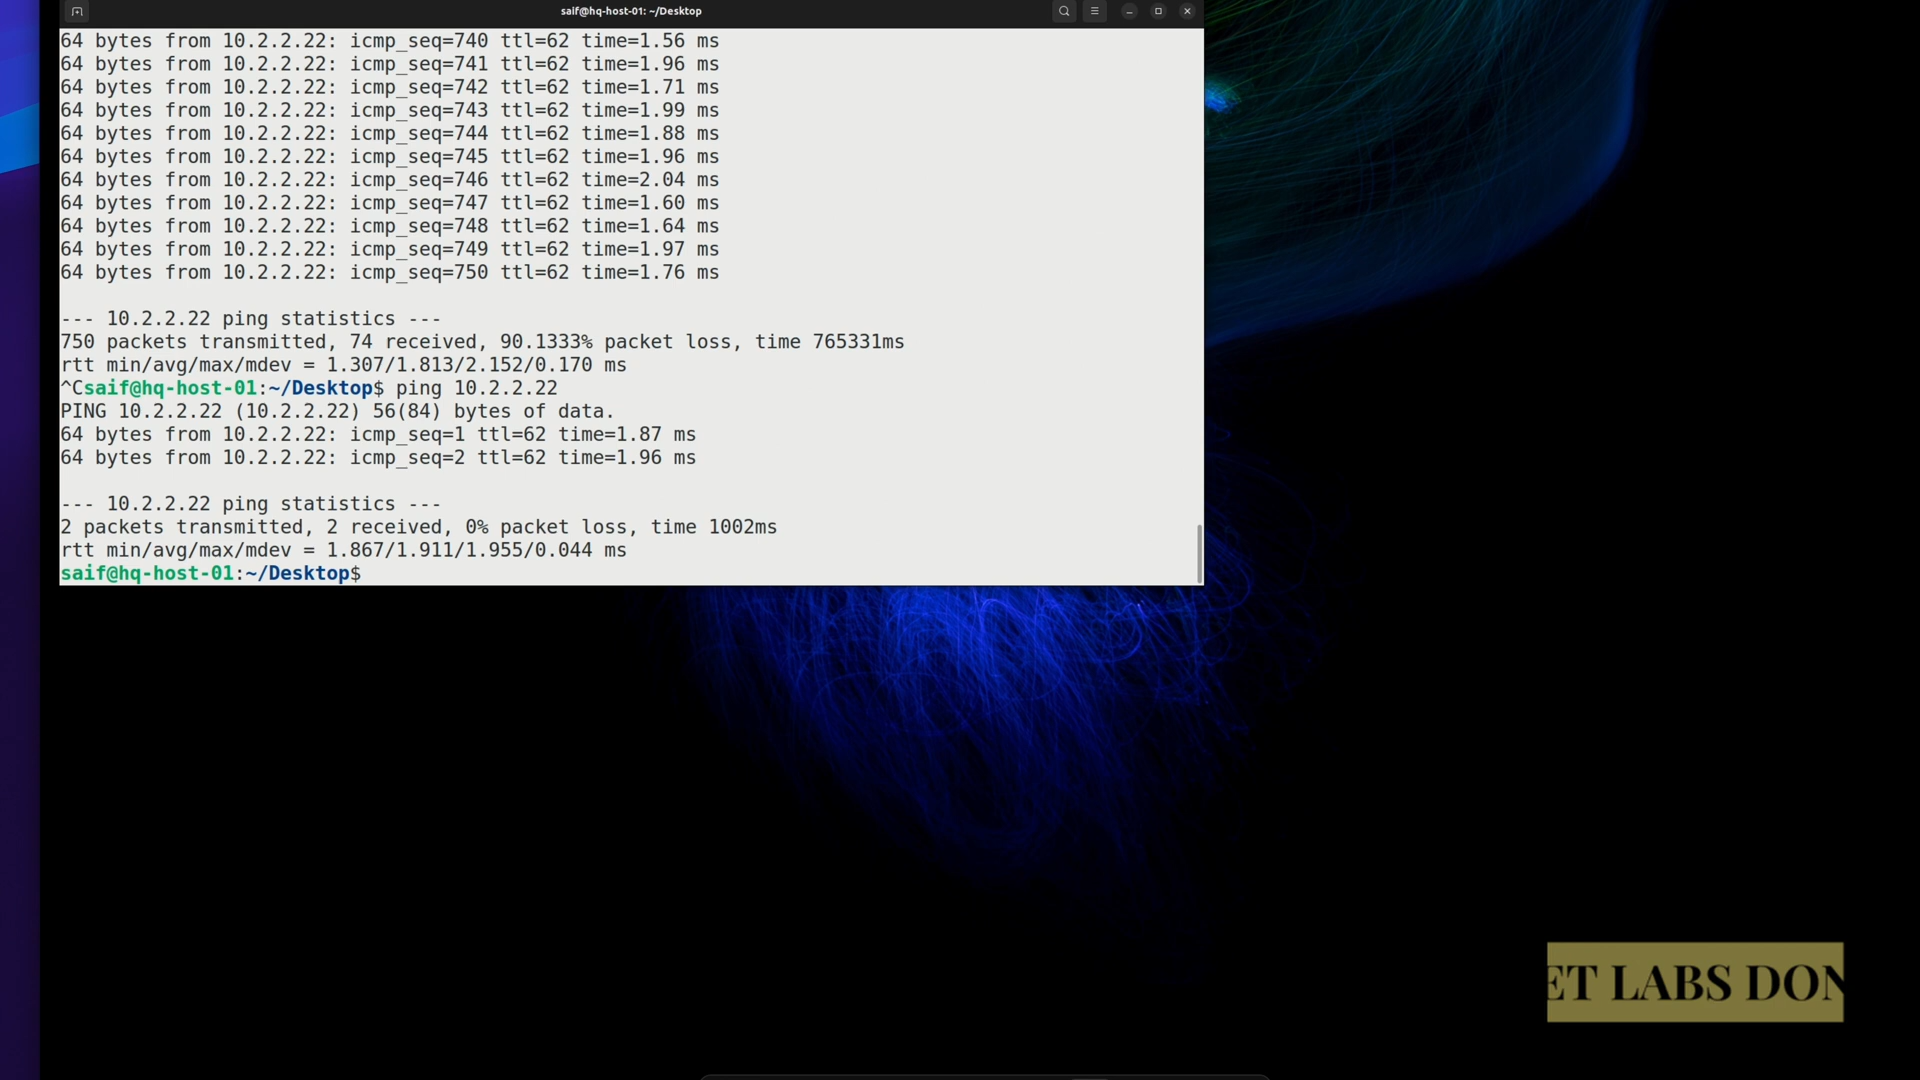 saif@hq-host-01: ~/Desktop
64 bytes from 10.2.2.22: icmp_seq=740 ttl=62 time=1.56 ms
64 bytes from 10.2.2.22: icmp_seq=741 ttl=62 time=1.96 ms
64 bytes from 10.2.2.22: icmp_seq=742 ttl=62 time=1.71 ms
64 bytes from 10.2.2.22: icmp_seq=743 ttl=62 time=1.99 ms
64 bytes from 10.2.2.22: icmp_seq=744 ttl=62 time=1.88 ms
64 bytes from 10.2.2.22: icmp_seq=745 ttl=62 time=1.96 ms
64 bytes from 10.2.2.22: icmp_seq=746 ttl=62 time=2.04 ms
64 bytes from 10.2.2.22: icmp_seq=747 ttl=62 time=1.60 ms
64 bytes from 10.2.2.22: icmp_seq=748 ttl=62 time=1.64 ms
64 bytes from 10.2.2.22: icmp_seq=749 ttl=62 time=1.97 ms
64 bytes from 10.2.2.22: icmp_seq=750 ttl=62 time=1.76 ms
--- 10.2.2.22 ping statistics ---
750 packets transmitted, 74 received, 90.1333% packet loss, time 765331ms
rtt min/avg/max/mdev = 1.307/1.813/2.152/0.170 ms
^Csaif@hq-host-01:~/Desktop$ ping 10.2.2.22
PING 10.2.2.22 (10.2.2.22) 56(84) bytes of data.
64 bytes from 10.2.2.22: icmp_seq=1 ttl=62 time=1.87 ms
64 bytes from 10.2.2.22: icmp_seq=2 ttl=62 time=1.96 ms
--- 10.2.2.22 ping statistics ---
2 packets transmitted, 2 received, 0% packet loss, time 1002ms
rtt min/avg/max/mdev = 1.867/1.911/1.955/0.044 ms
saif@hq-host-01:~/Desktop$
ET LABS DON